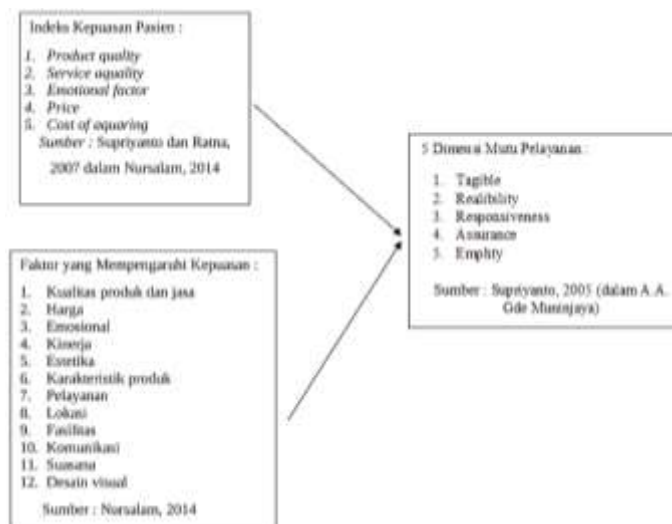 Indeks Kepuasan Pasien :
1. Product quality
2. Service aquality
3. Emotional factor
4. Price
5. Cost of aquaring
Sumber : Supriyanto dan Ratna,
2007 dalam Nursalam, 2014
Faktor yang Mempengaruhi Kepuasan :
1. Kualitas produk dan jasa
2. Harga
3. Emosional
4. Kinerja
5. Estetika
6. Karakteristik produk
7. Pelayanan
8. Lokasi
9. Fasilitas
10. Komunikasi
11. Suasana
12. Desain visual
Sumber : Nursalam, 2014
5 Dimensi Mutu Pelayanan :
1. Tagible
2. Realibility
3. Responsiveness
4. Assurance
5. Emphty
Sumber : Supriyanto, 2005 (dalam A.A.
Gde Muninjaya)